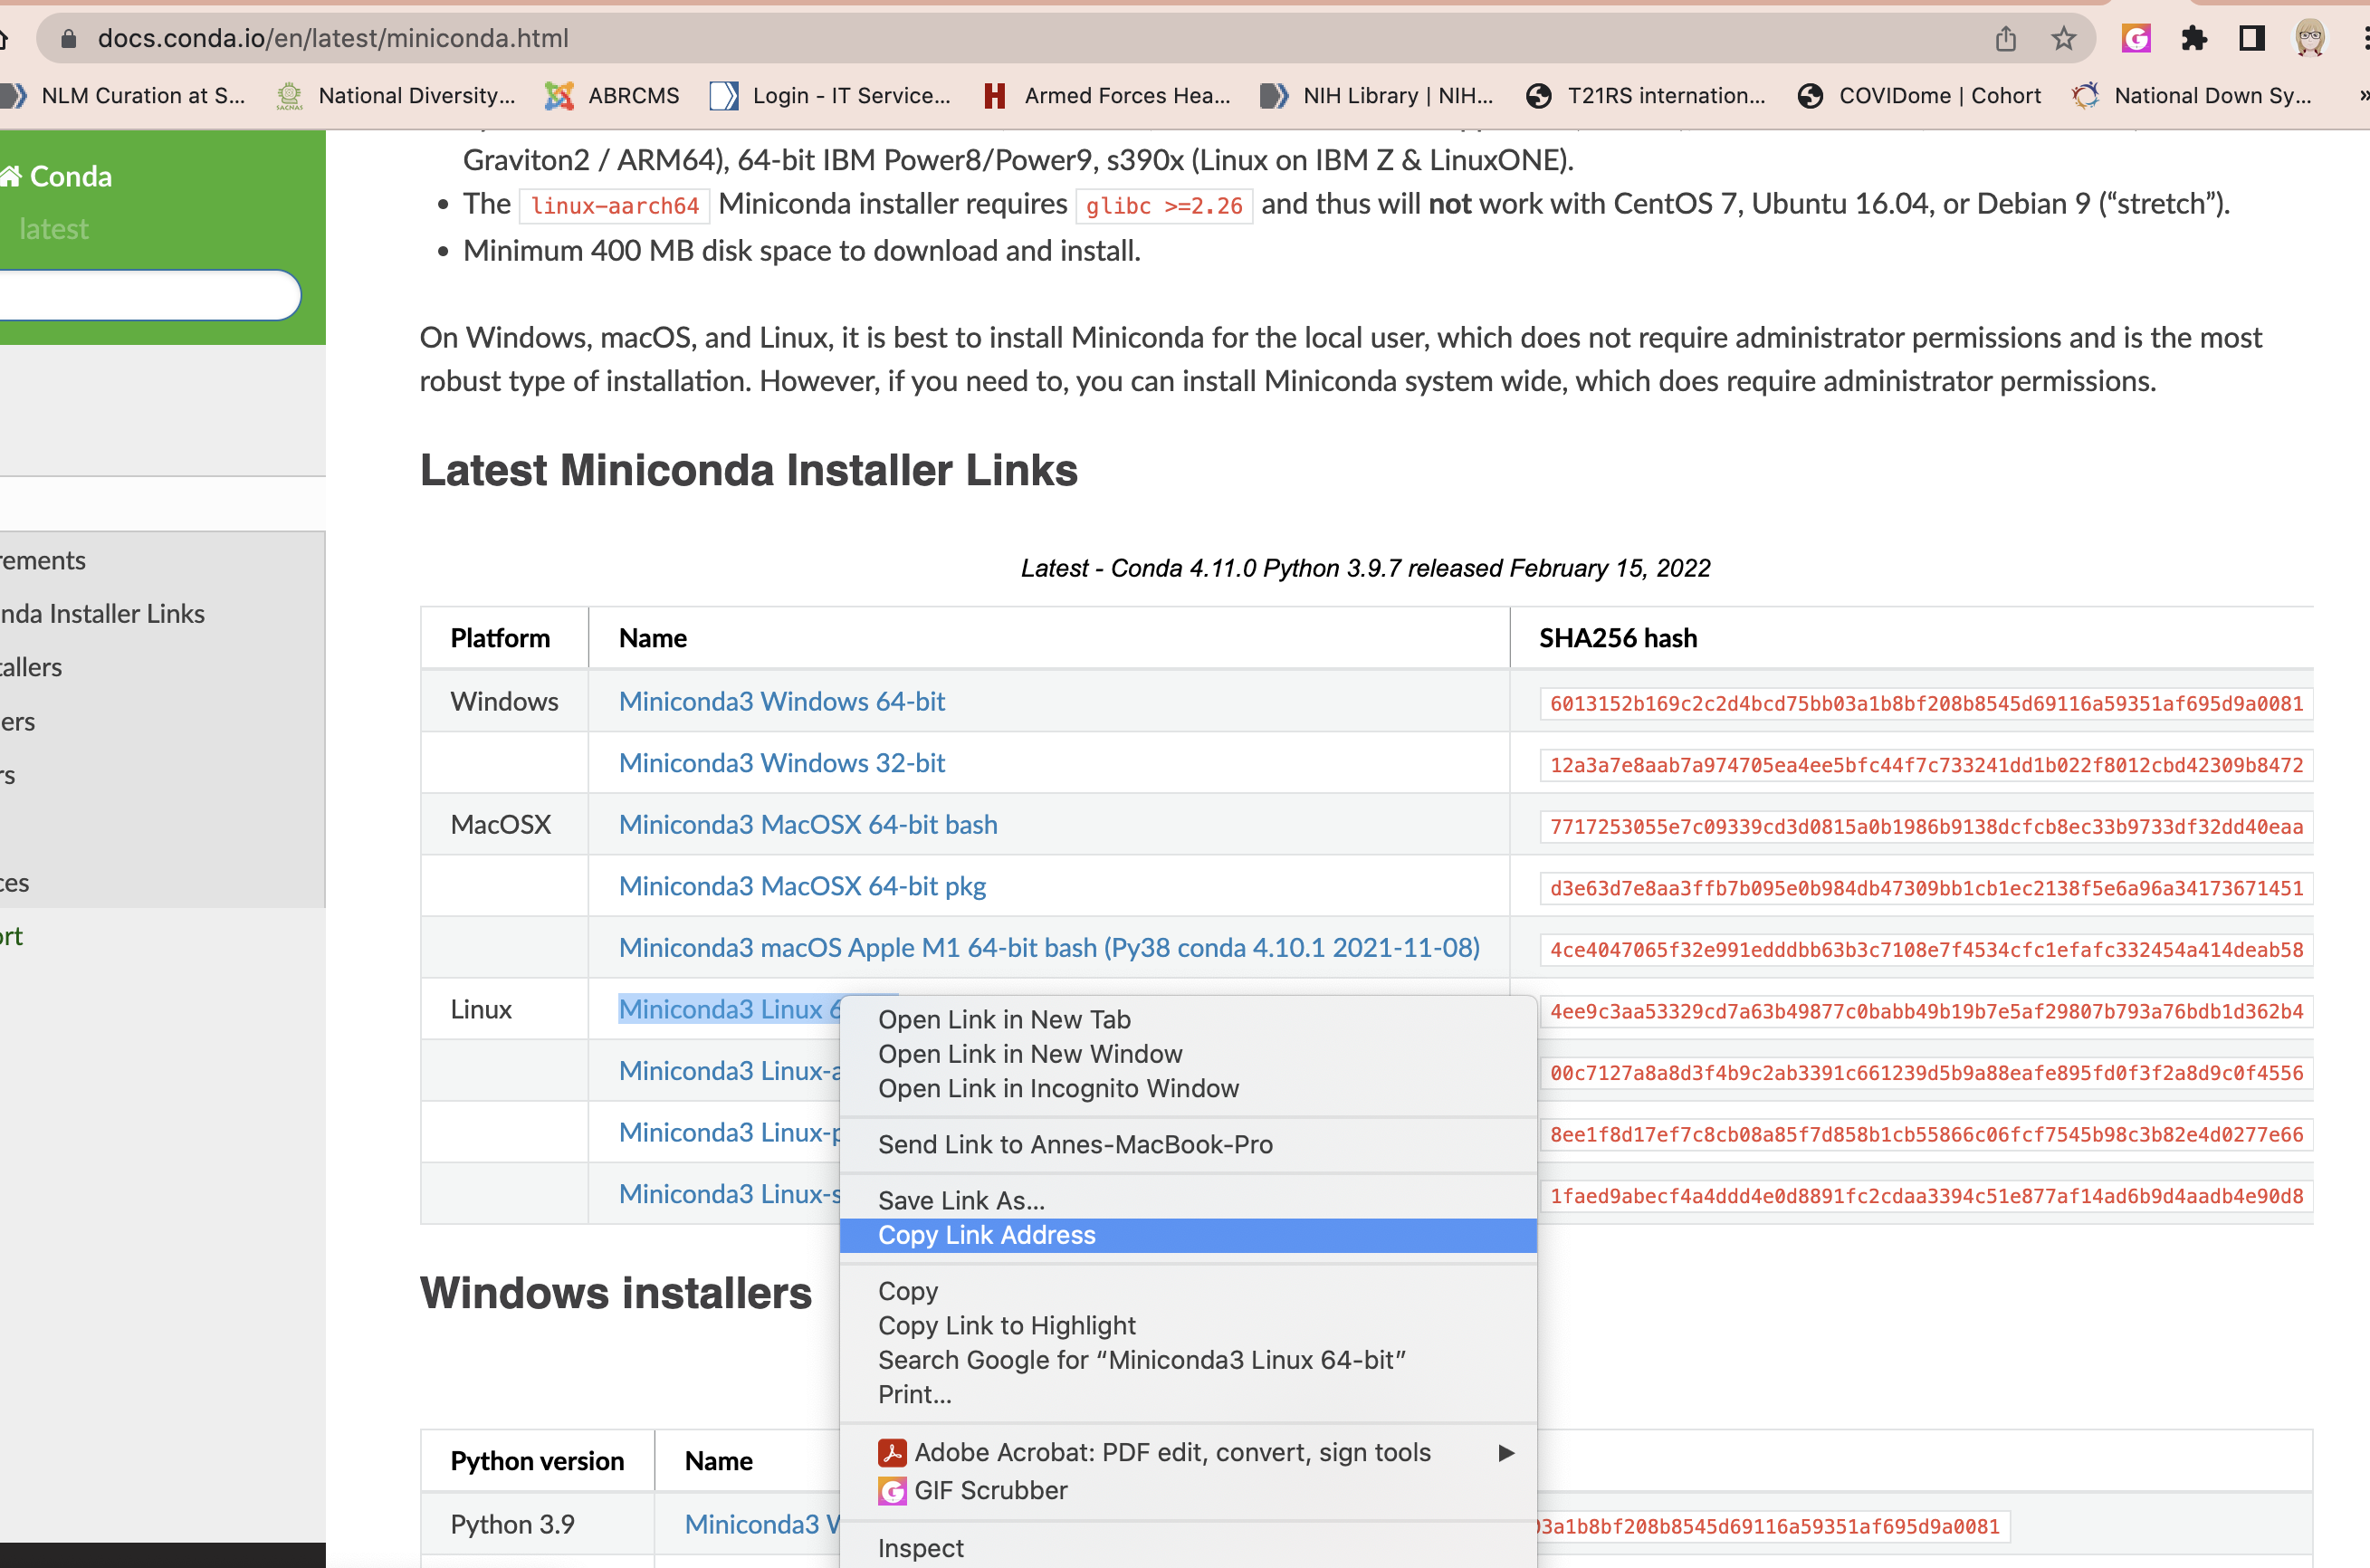 docs.conda.io/en/latest/miniconda.html
NLM Curation at S... National Diversity... ABRCMS Login - IT Service... Armed Forces Hea... NIH Library | NIH... T21RS internation... COVIDome | Cohort National Down Sy... »
Conda
latest
rements
nda Installer Links
tallers
ers
rs
ces
ort
Graviton2 / ARM64), 64-bit IBM Power8/Power9, s390x (Linux on IBM Z & LinuxONE).
• The linux-aarch64 Miniconda installer requires glibc >=2.26 and thus will not work with CentOS 7, Ubuntu 16.04, or Debian 9 (“stretch”).
• Minimum 400 MB disk space to download and install.
On Windows, macOS, and Linux, it is best to install Miniconda for the local user, which does not require administrator permissions and is the most
robust type of installation. However, if you need to, you can install Miniconda system wide, which does require administrator permissions.
Latest Miniconda Installer Links
Latest - Conda 4.11.0 Python 3.9.7 released February 15, 2022
Platform Name SHA256 hash
Windows Miniconda3 Windows 64-bit 6013152b169c2c2d4bcd75bb03a1b8bf208b8545d69116a59351af695d9a0081
Miniconda3 Windows 32-bit 12a3a7e8aab7a974705ea4ee5bfc44f7c733241dd1b022f8012cbd42309b8472
MacOSX Miniconda3 MacOSX 64-bit bash 7717253055e7c09339cd3d0815a0b1986b9138dcfcb8ec33b9733df32dd40eaa
Miniconda3 MacOSX 64-bit pkg d3e63d7e8aa3ffb7b095e0b984db47309bb1cb1ec2138f5e6a96a34173671451
Miniconda3 macOS Apple M1 64-bit bash (Py38 conda 4.10.1 2021-11-08) 4ce4047065f32e991edddbb63b3c7108e7f4534cfc1efafc332454a414deab58
Linux Miniconda3 Linux 6 4ee9c3aa53329cd7a63b49877c0babb49b19b7e5af29807b793a76bdb1d362b4
Miniconda3 Linux-a 00c7127a8a8d3f4b9c2ab3391c661239d5b9a88eafe895fd0f3f2a8d9c0f4556
Miniconda3 Linux-p 8ee1f8d17ef7c8cb08a85f7d858b1cb55866c06fcf7545b98c3b82e4d0277e66
Miniconda3 Linux-s 1faed9abecf4a4ddd4e0d8891fc2cdaa3394c51e877af14ad6b9d4aadb4e90d8
Open Link in New Tab
Open Link in New Window
Open Link in Incognito Window
Send Link to Annes-MacBook-Pro
Save Link As...
Copy Link Address
Copy
Copy Link to Highlight
Search Google for “Miniconda3 Linux 64-bit”
Print...
Adobe Acrobat: PDF edit, convert, sign tools
GIF Scrubber
Inspect
Windows installers
Python version Name
Python 3.9 Miniconda3 W 03a1b8bf208b8545d69116a59351af695d9a0081